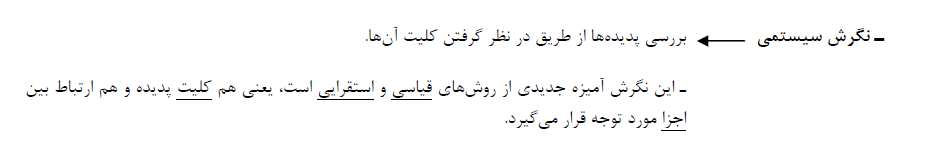 ـ نگرش سیستمی ← بررسی پدیده‌ها از طریق در نظر گرفتن کلیت آن‌ها.
ـ این نگرش آمیزه جدیدی از روش‌های قیاسی و استقرایی است، یعنی هم کلیت پدیده و هم ارتباط بین
اجزا مورد توجه قرار می‌گیرد.